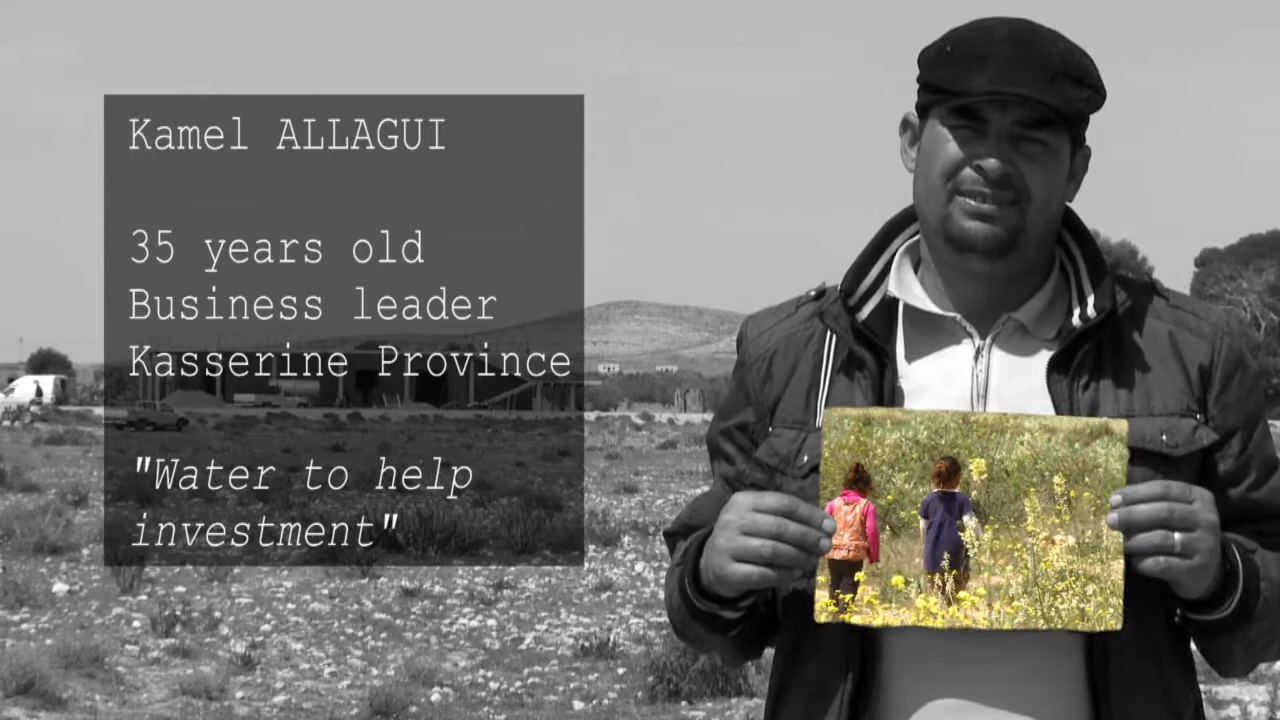 Kamel ALLAGUI
35 years old
Business leader
Kasserine Province
"Water to help
investment"